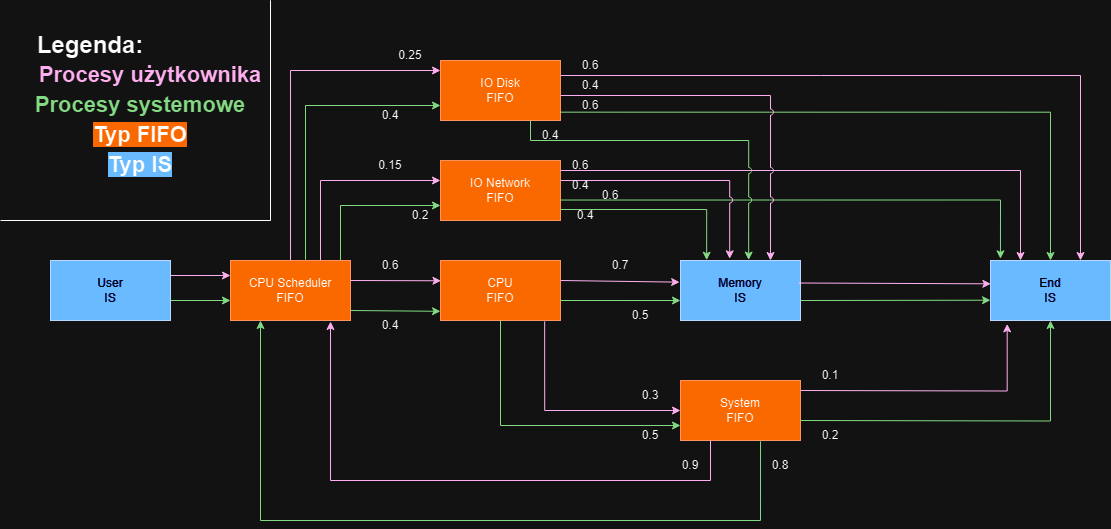 Legenda:
Procesy użytkownika
Procesy systemowe
Typ FIFO
Typ IS
0.25
0.4
IO Disk
FIFO
0.6
0.4
0.6
0.4
0.15
0.2
IO Network
FIFO
0.6
0.4
0.6
0.4
User
IS
CPU Scheduler
FIFO
0.6
0.4
CPU
FIFO
0.7
0.5
Memory
IS
End
IS
0.3
0.5
System
FIFO
0.1
0.2
0.9
0.8